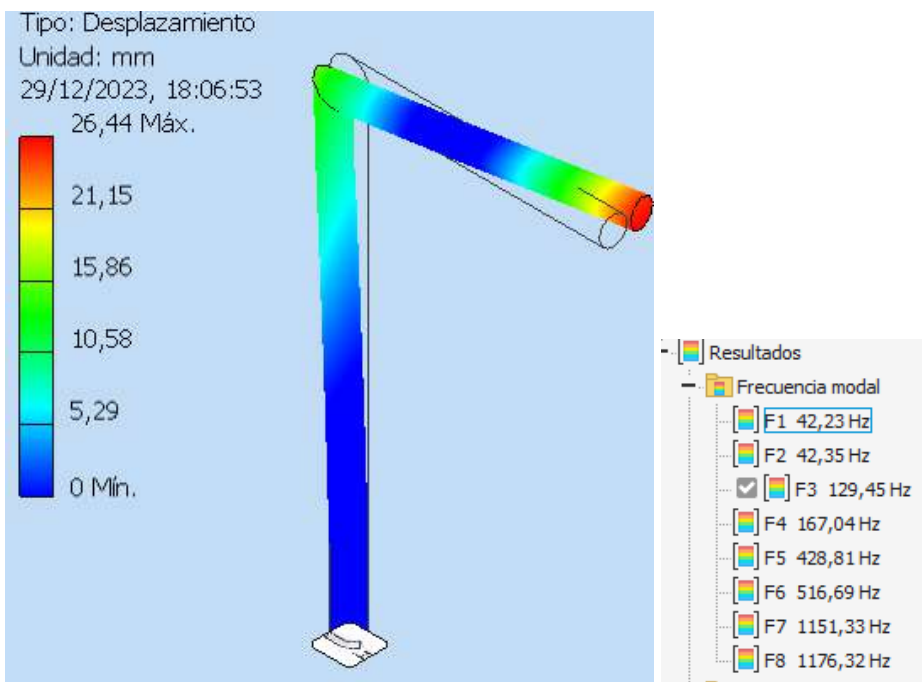 Tipo: Desplazamiento
Unidad: mm
29/12/2023, 18:06:53
26,44 Máx.
21,15
15,86
10,58
5,29
0 Mín.
Resultados
Frecuencia modal
F1 42,23 Hz
F2 42,35 Hz
F3 129,45 Hz
F4 167,04 Hz
F5 428,81 Hz
F6 516,69 Hz
F7 1151,33 Hz
F8 1176,32 Hz